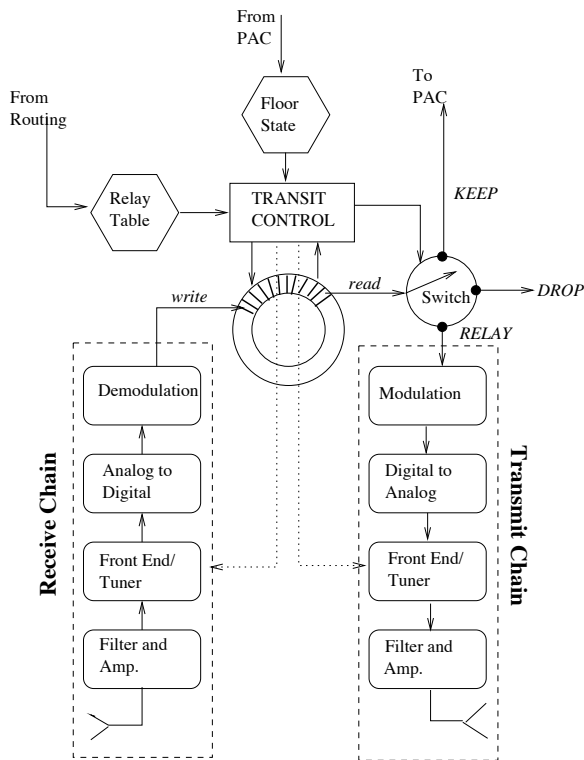 From
PAC
To
PAC
From
Routing
Floor
State
Relay
Table
TRANSIT
CONTROL
KEEP
write
read
Switch
DROP
RELAY
Demodulation
Analog to
Digital
Front End/
Tuner
Filter and
Amp.
Receive Chain
Modulation
Digital to
Analog
Front End/
Tuner
Filter and
Amp.
Transmit Chain